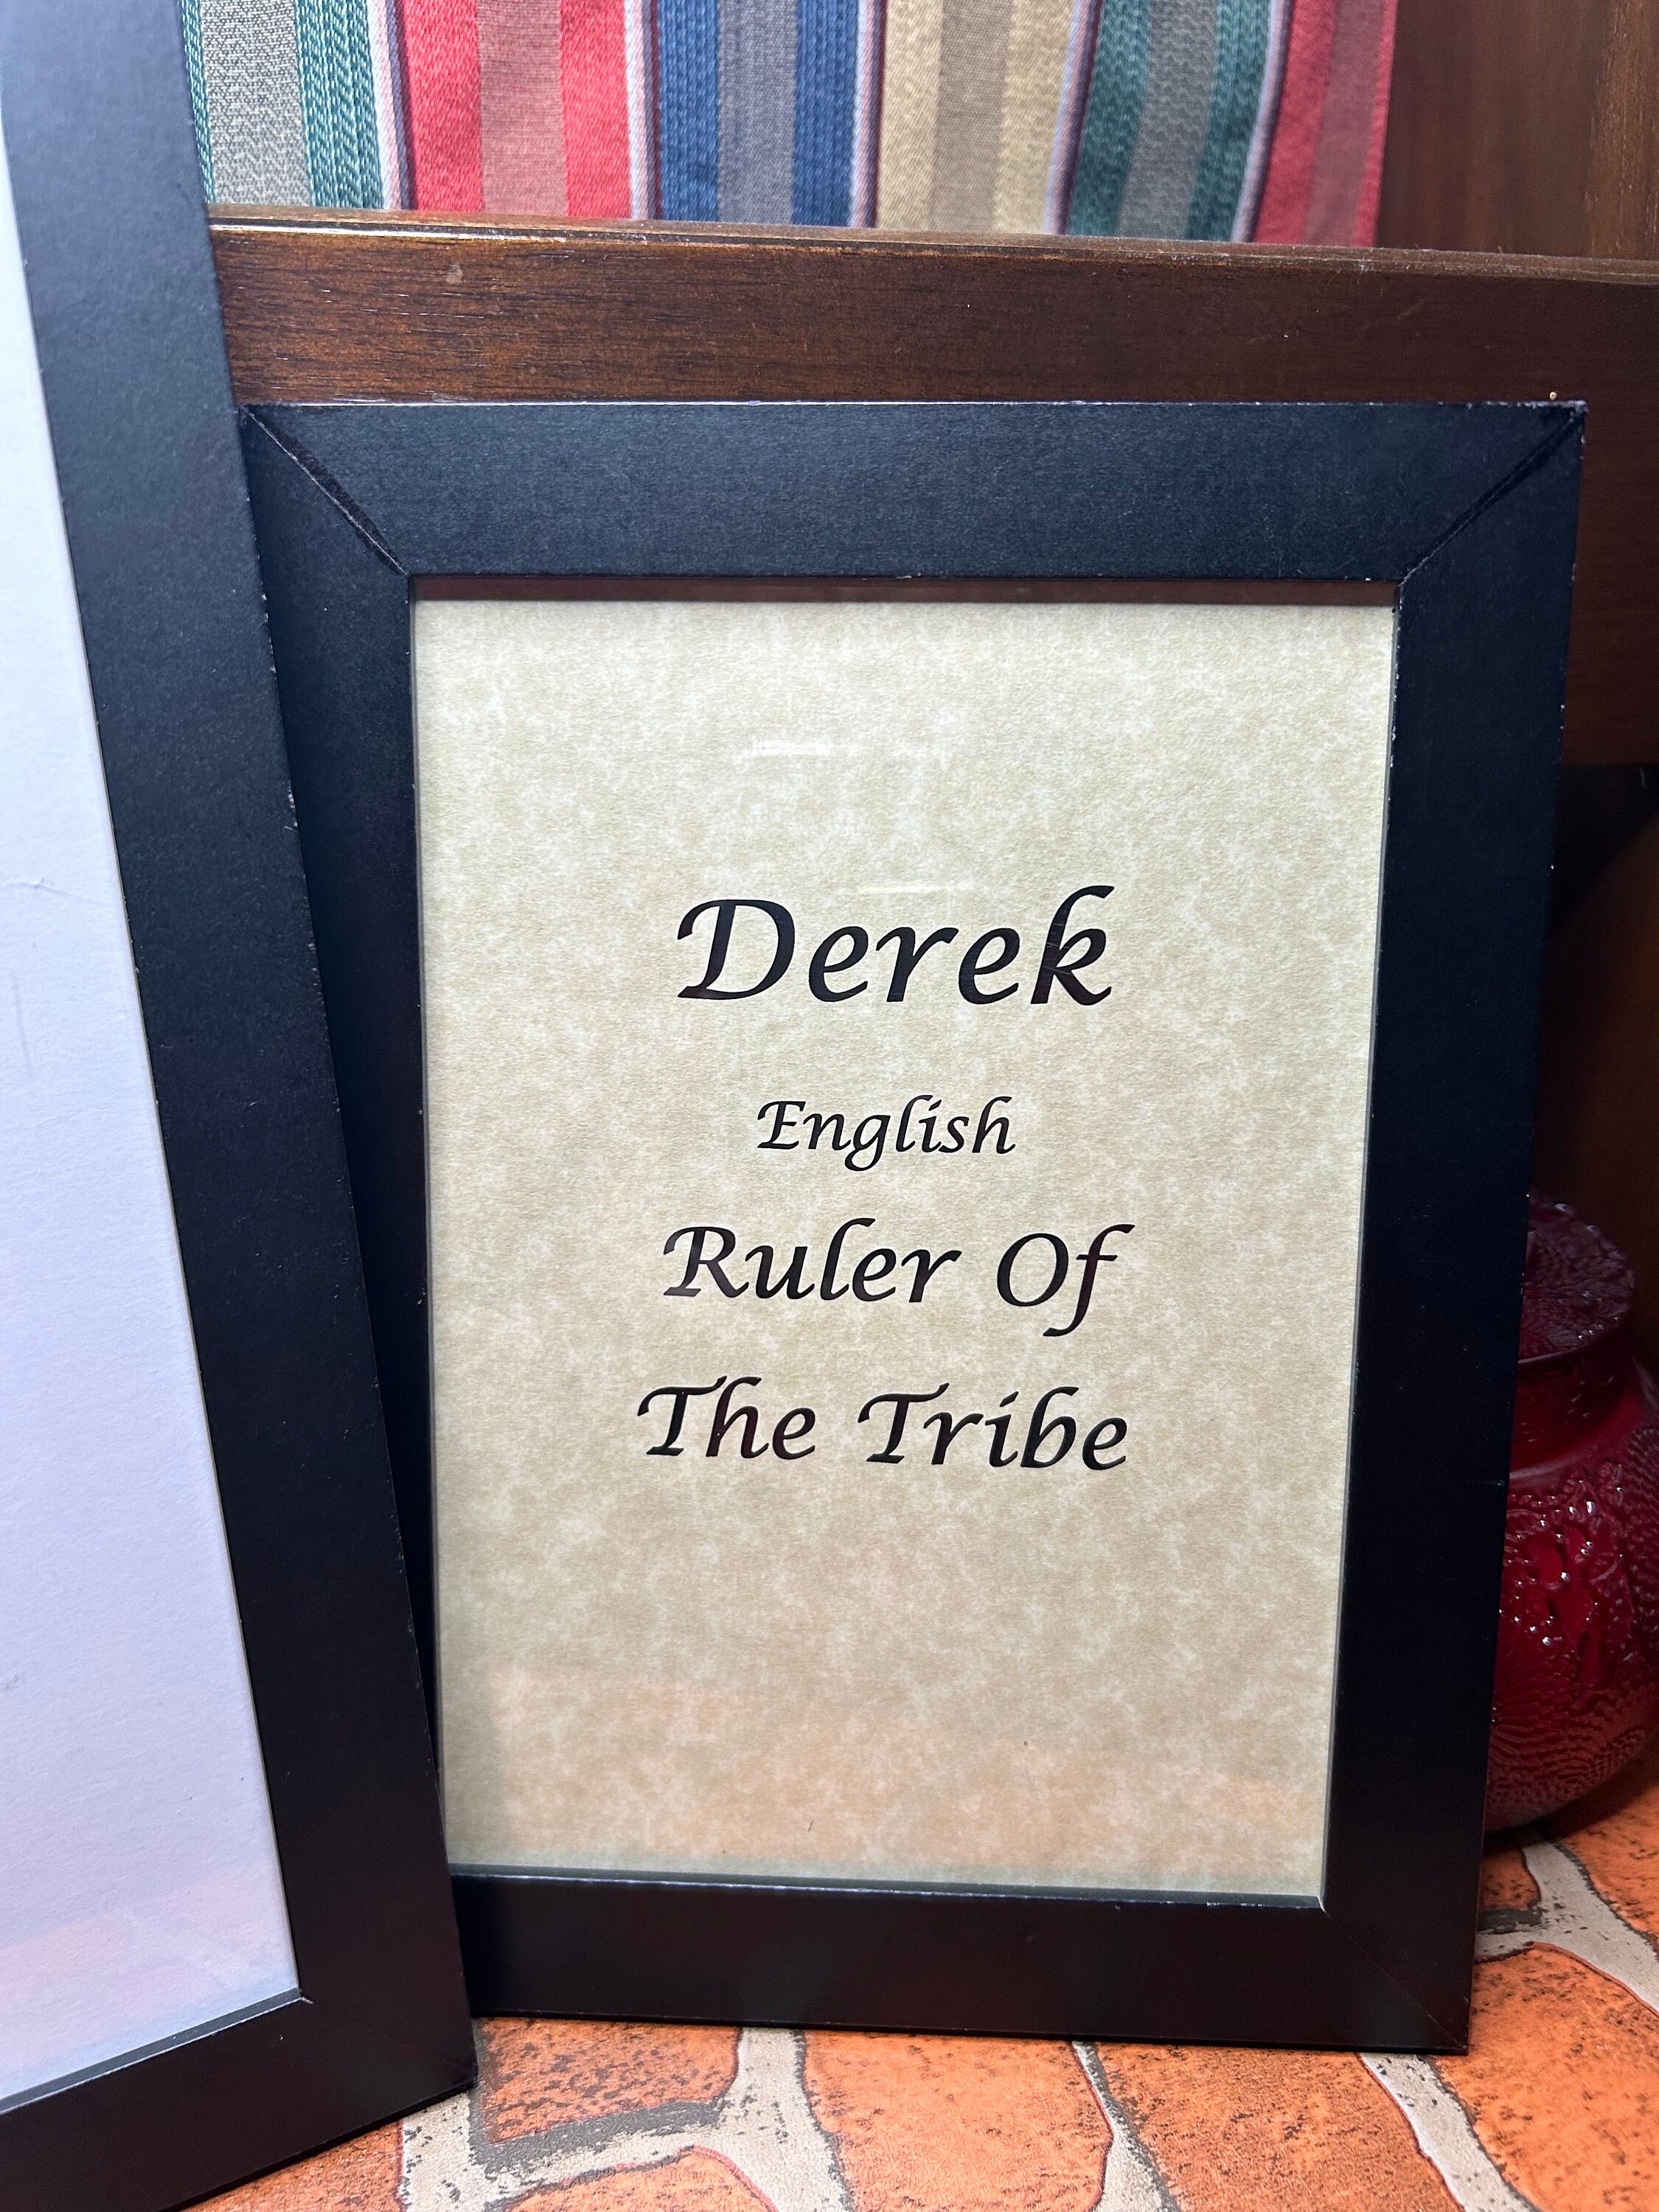 Derek
English
Ruler Of
The Tribe